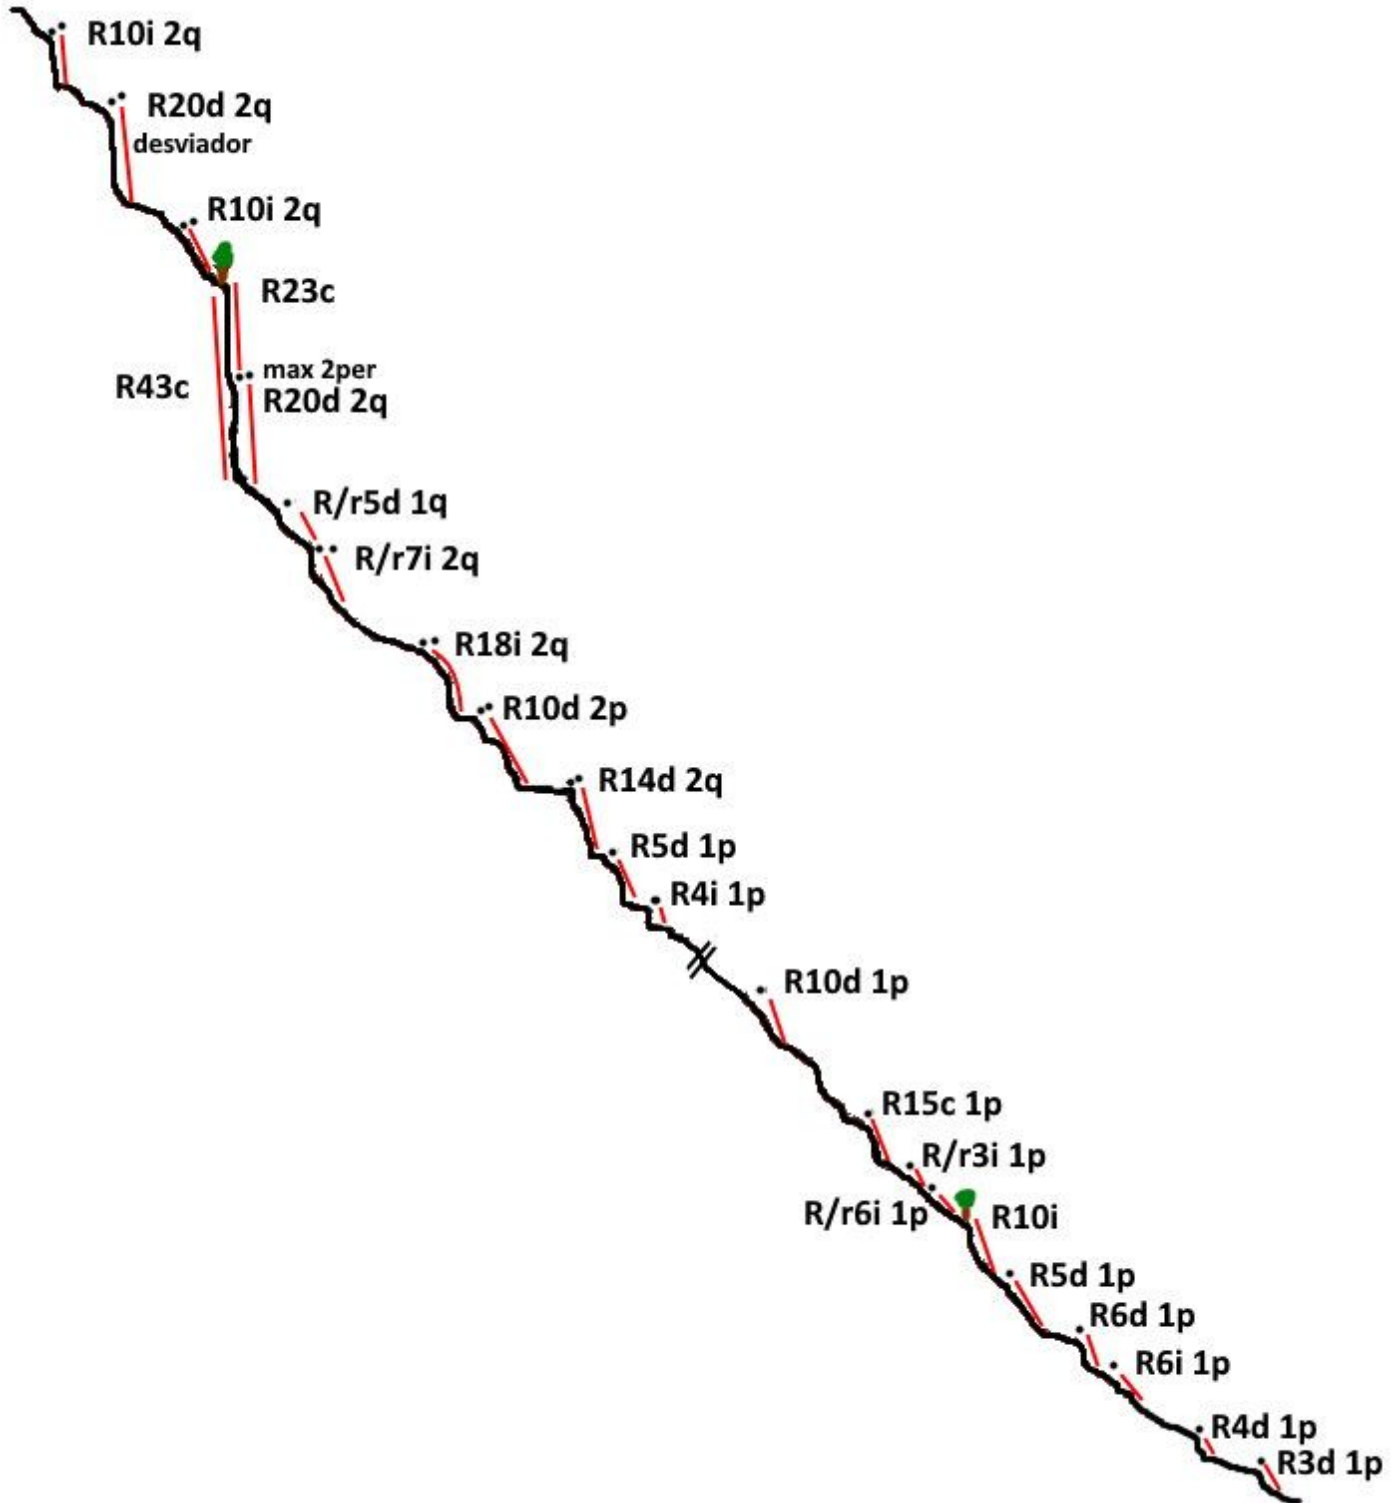 R10i 2q
R20d 2q
desviador
R10i 2q
R23c
max 2per
R43c
R20d 2q
R/r5d 1q
R/r7i 2q
R18i 2q
R10d 2p
R14d 2q
R5d 1p
R4i 1p
R10d 1p
R15c 1p
R/r3i 1p
R/r6i 1p
R10i
R5d 1p
R6d 1p
R6i 1p
R4d 1p
R3d 1p